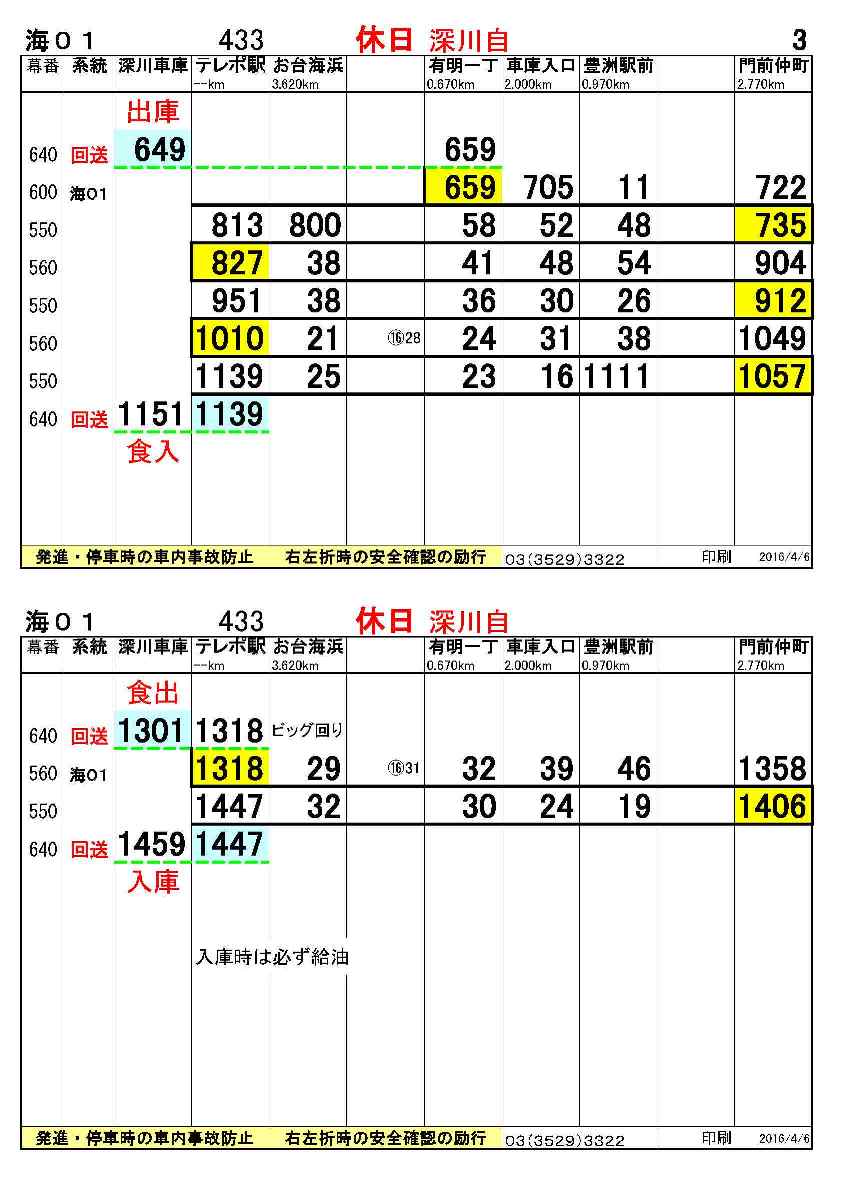 海０１ 433 休日 深川自 3
幕番 系統 深川車庫 テレポ駅 お台海浜 有明一丁 車庫入口 豊洲駅前 門前仲町
--km 3.620km 0.670km 2.000km 0.970km 2.770km
出庫
640 回送 649 659
600 海01 659 705 11 722
550 813 800 58 52 48 735
560 827 38 41 48 54 904
550 951 38 36 30 26 912
560 1010 21 ⑯28 24 31 38 1049
550 1139 25 23 16 1111 1057
640 回送 1151 1139
食入
発進・停車時の車内事故防止 右左折時の安全確認の励行 03(3529)3322 印刷 2016/4/6
海０１ 433 休日 深川自
幕番 系統 深川車庫 テレポ駅 お台海浜 有明一丁 車庫入口 豊洲駅前 門前仲町
--km 3.620km 0.670km 2.000km 0.970km 2.770km
食出
640 回送 1301 1318 ビッグ回り
560 海01 1318 29 ⑯31 32 39 46 1358
550 1447 32 30 24 19 1406
640 回送 1459 1447
入庫
入庫時は必ず給油
発進・停車時の車内事故防止 右左折時の安全確認の励行 03(3529)3322 印刷 2016/4/6